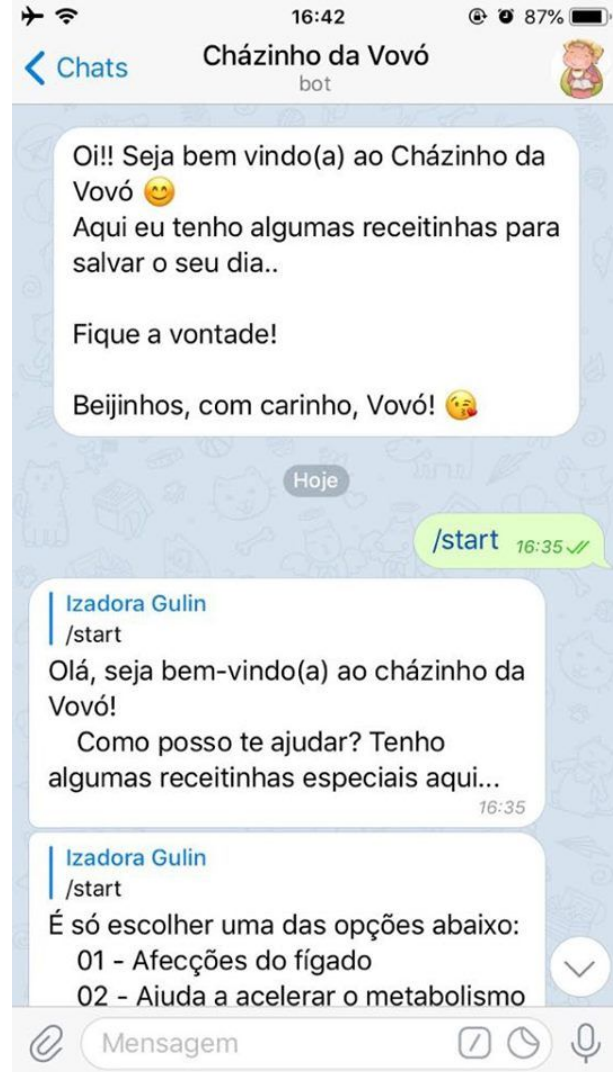 16:42
87%
Chats
Cházinho da Vovó
bot
Oi!! Seja bem vindo(a) ao Cházinho da
Vovó 😊
Aqui eu tenho algumas receitinhas para
salvar o seu dia..
Fique a vontade!
Beijinhos, com carinho, Vovó! 😘
Hoje
/start 16:35
Izadora Gulin
/start
Olá, seja bem-vindo(a) ao cházinho da
Vovó!
Como posso te ajudar? Tenho
algumas receitinhas especiais aqui...
16:35
Izadora Gulin
/start
É só escolher uma das opções abaixo:
01 - Afecções do fígado
02 - Ajuda a acelerar o metabolismo
Mensagem